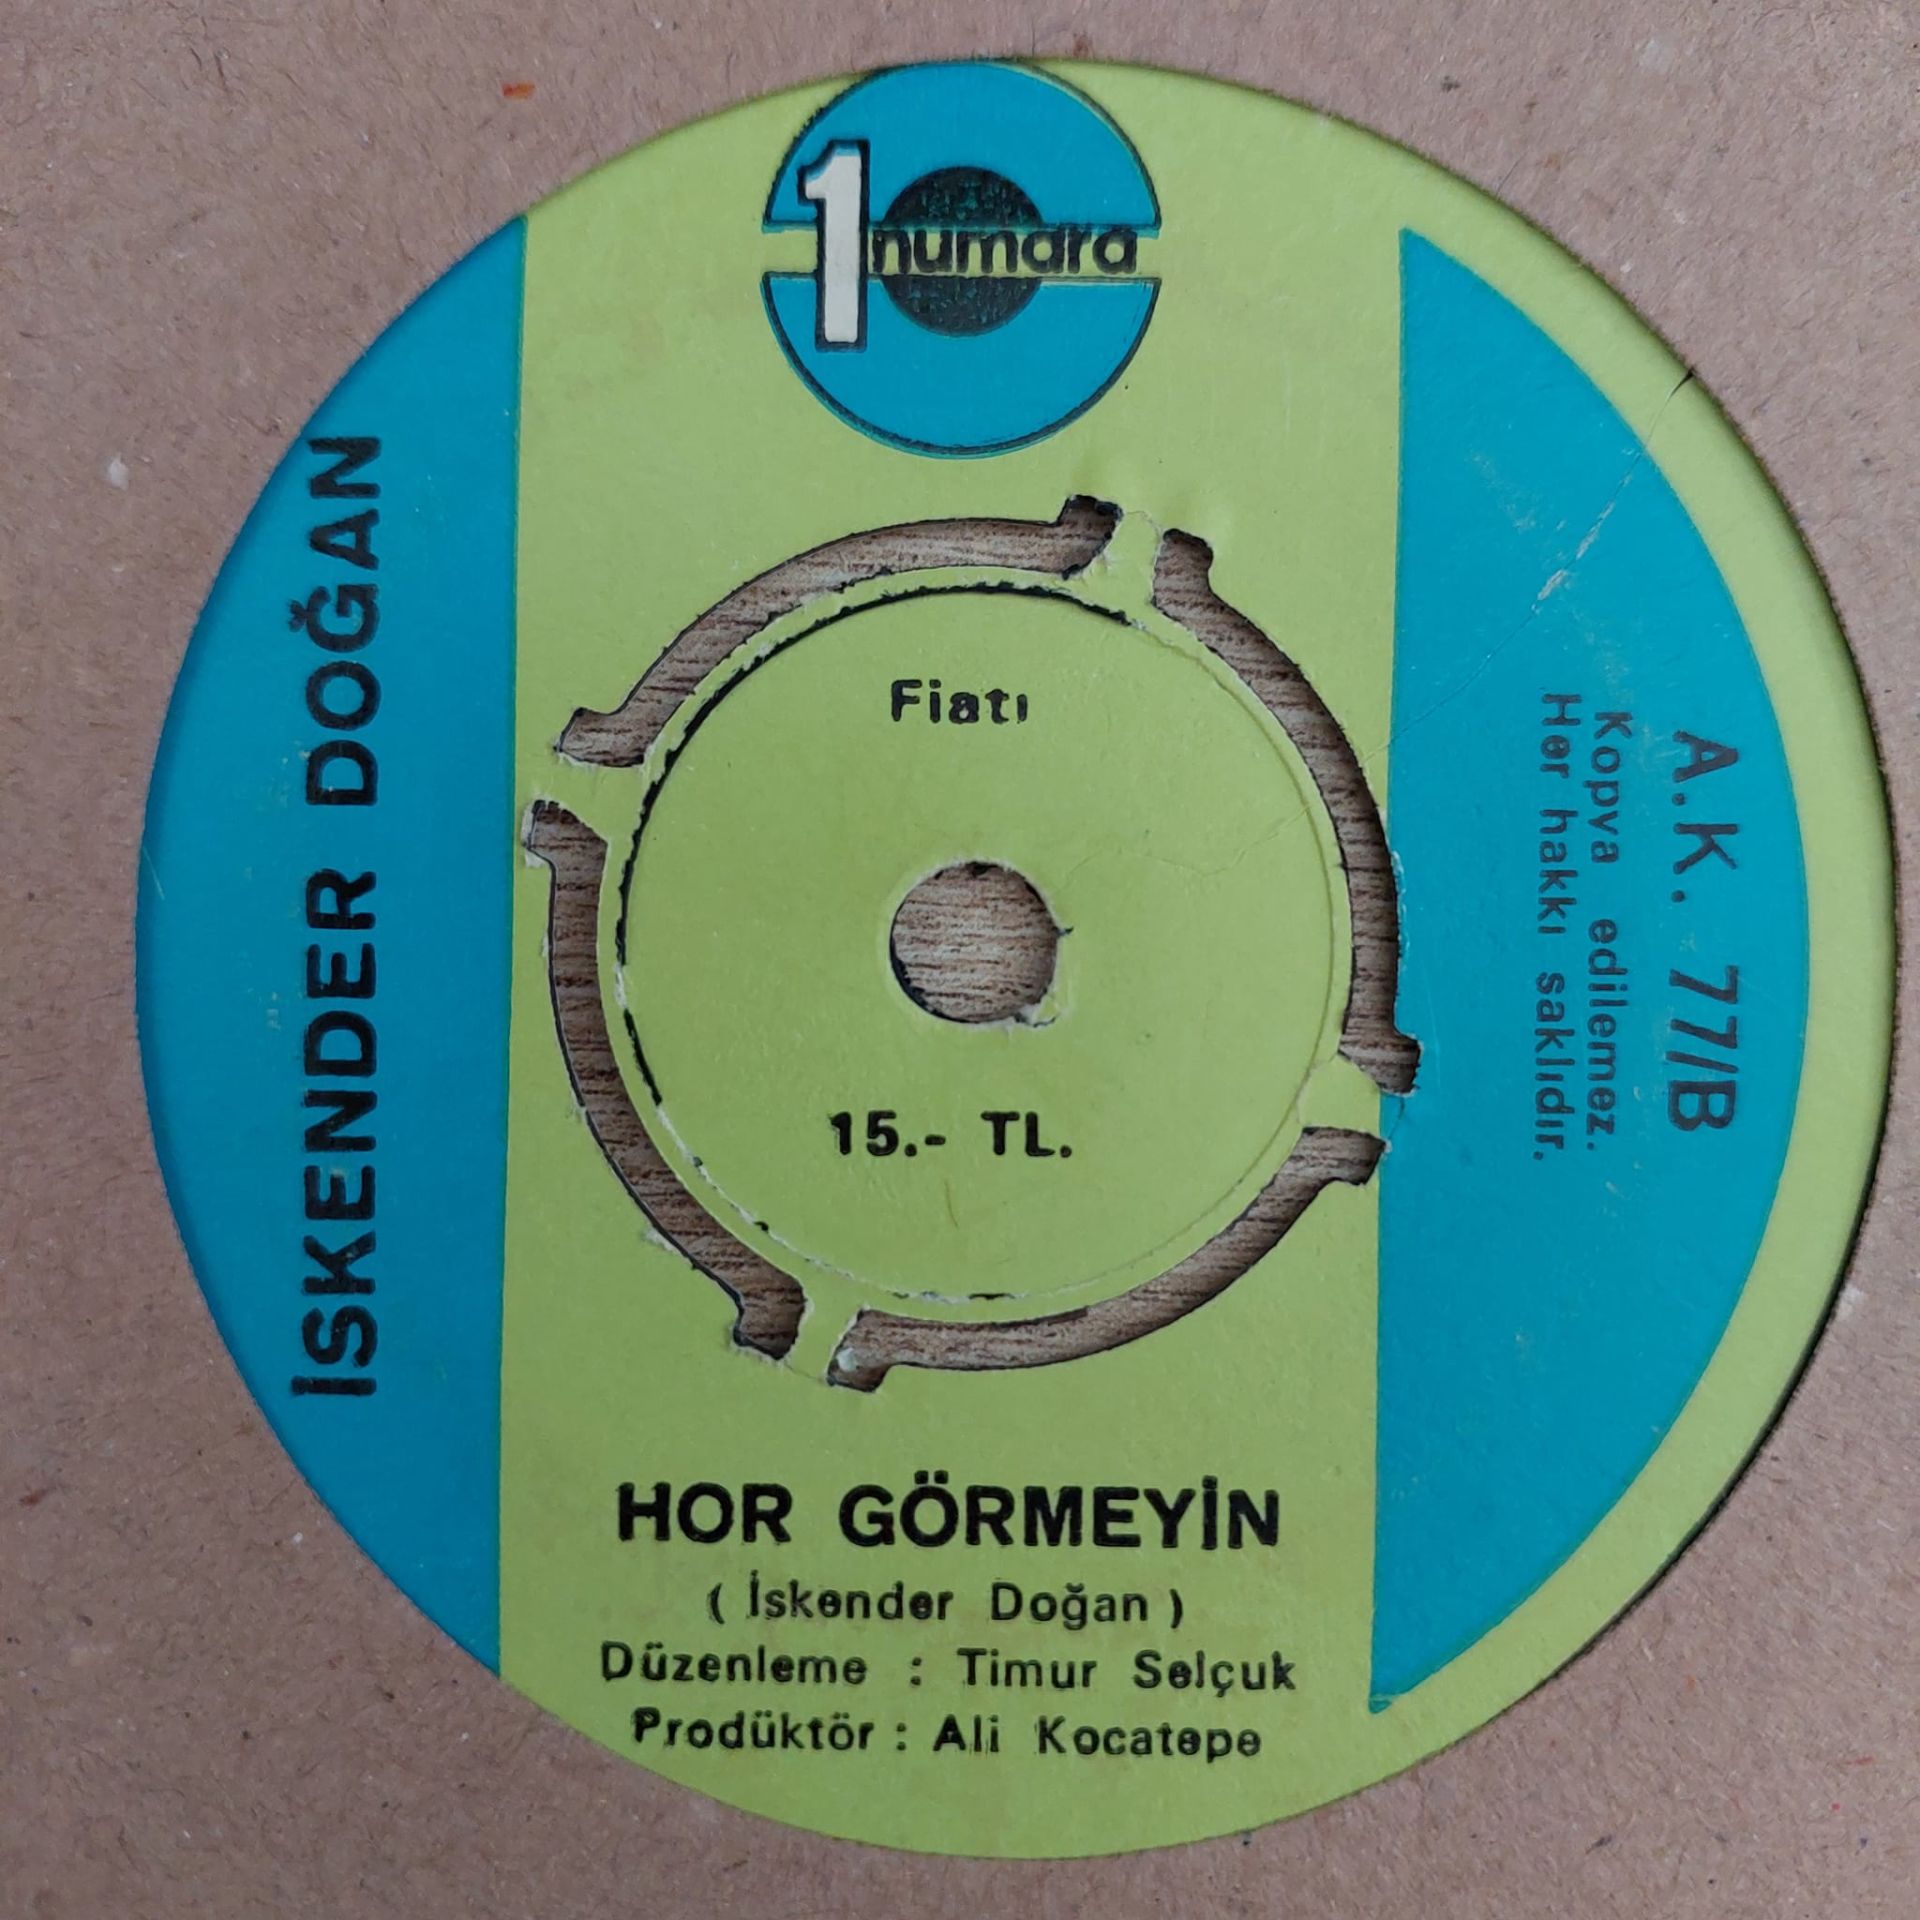 1 numara
İSKENDER DOĞAN
Fiatı
15.- TL.
A.K. 77/B
Kopya edilemez.
Her hakkı saklıdır.
HOR GÖRMEYİN
( İskender Doğan )
Düzenleme : Timur Selçuk
Prodüktör : Ali Kocatepe